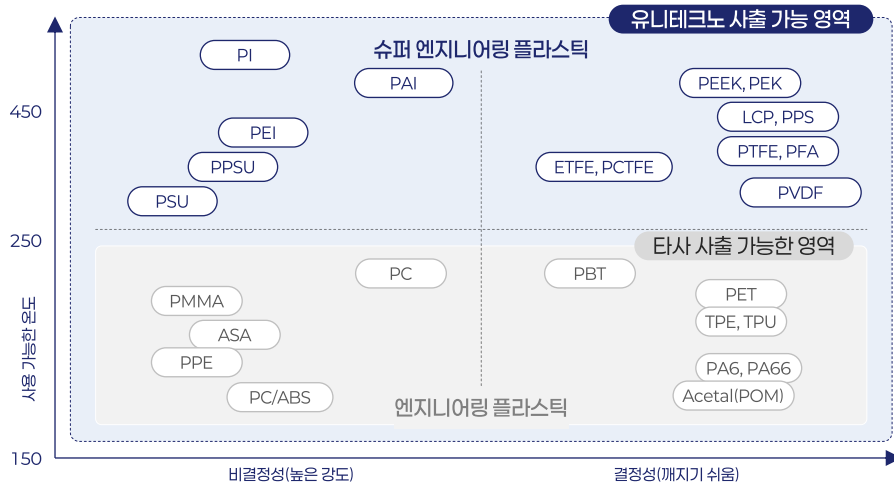 유니테크노 사출 가능 영역
슈퍼 엔지니어링 플라스틱
PI
PAI
PEEK, PEK
450
LCP, PPS
PEI
PTFE, PFA
PPSU
ETFE, PCTFE
PSU
PVDF
250
타사 사출 가능한 영역
PC
PBT
PMMA
PET
ASA
TPE, TPU
PPE
PA6, PA66
PC/ABS
Acetal(POM)
엔지니어링 플라스틱
사용 가능한 온도
150
비결정성(높은 강도)
결정성(깨지기 쉬움)